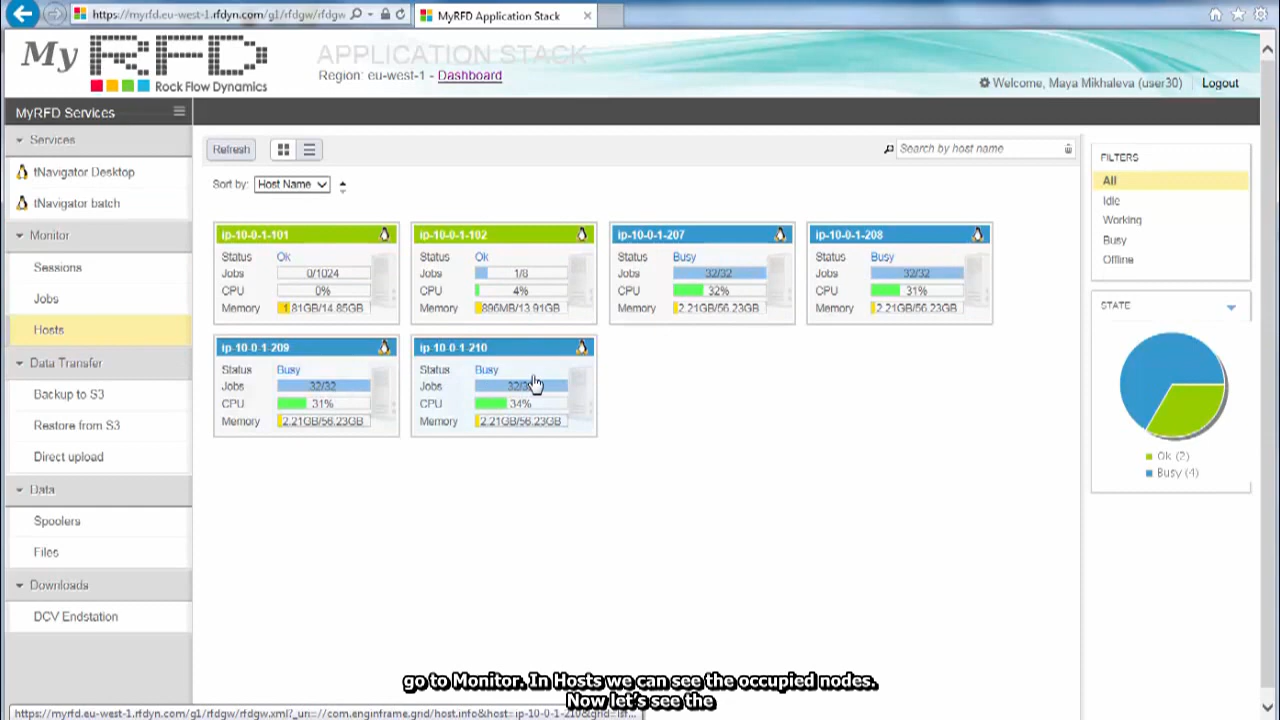 https://myrfd.eu-west-1.rfdyn.com/g1/rfdgw/rfdgw
MyRFD Application Stack
My RFD
Rock Flow Dynamics
APPLICATION STACK
Region: eu-west-1 - Dashboard
Welcome, Maya Mikhaleva (user30)
Logout
MyRFD Services
Services
tNavigator Desktop
tNavigator batch
Monitor
Sessions
Jobs
Hosts
Data Transfer
Backup to S3
Restore from S3
Direct upload
Data
Spoolers
Files
Downloads
DCV Endstation
Refresh
Search by host name
Sort by: Host Name
ip-10-0-1-101
Status Ok
Jobs 0/1024
CPU 0%
Memory 1.81GB/14.85GB
ip-10-0-1-102
Status Ok
Jobs 1/8
CPU 4%
Memory 896MB/13.91GB
ip-10-0-1-207
Status Busy
Jobs 32/32
CPU 32%
Memory 2.21GB/56.23GB
ip-10-0-1-208
Status Busy
Jobs 32/32
CPU 31%
Memory 2.21GB/56.23GB
ip-10-0-1-209
Status Busy
Jobs 32/32
CPU 31%
Memory 2.21GB/56.23GB
ip-10-0-1-210
Status Busy
Jobs
CPU 34%
Memory 2.21GB/56.23GB
FILTERS
All
Idle
Working
Busy
Offline
STATE
Ok (2)
Busy (4)
go to Monitor. In Hosts we can see the occupied nodes.
Now let's see the